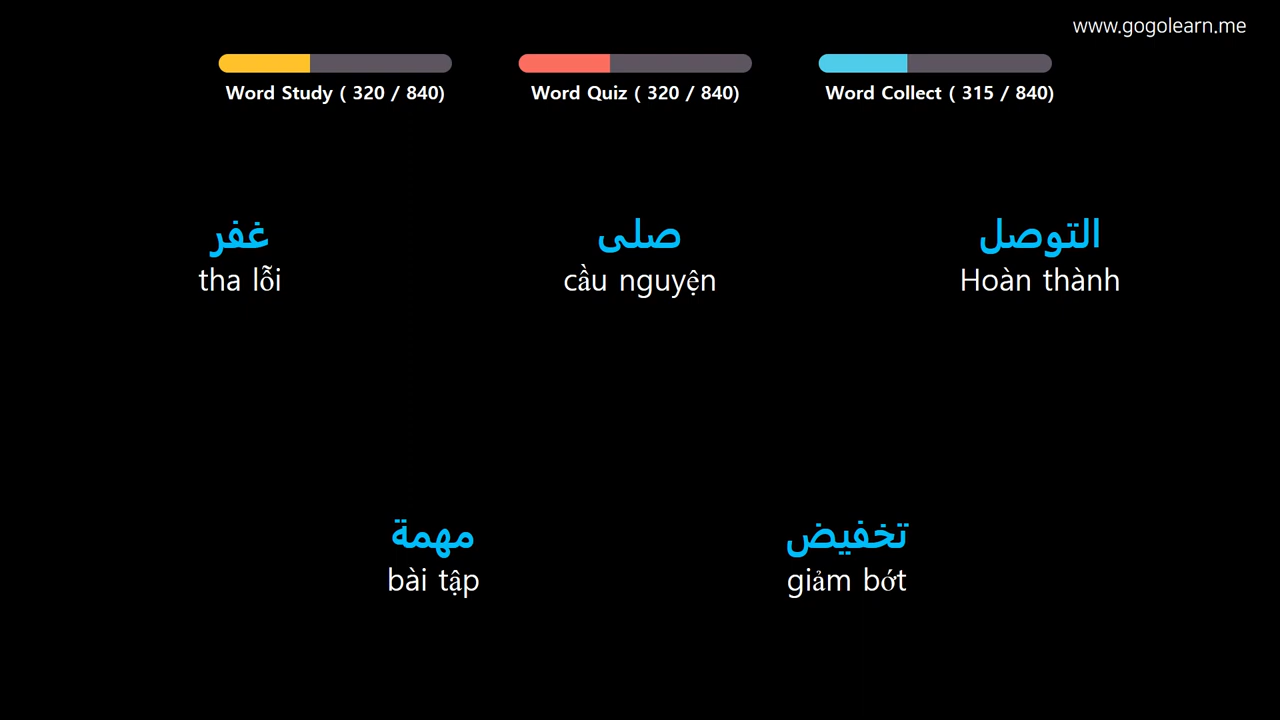 www.gogolearn.me
Word Study ( 320 / 840)
Word Quiz ( 320 / 840)
Word Collect ( 315 / 840)
غفر
tha lỗi
صلى
cầu nguyện
التوصل
Hoàn thành
مهمة
bài tập
تخفيض
giảm bớt